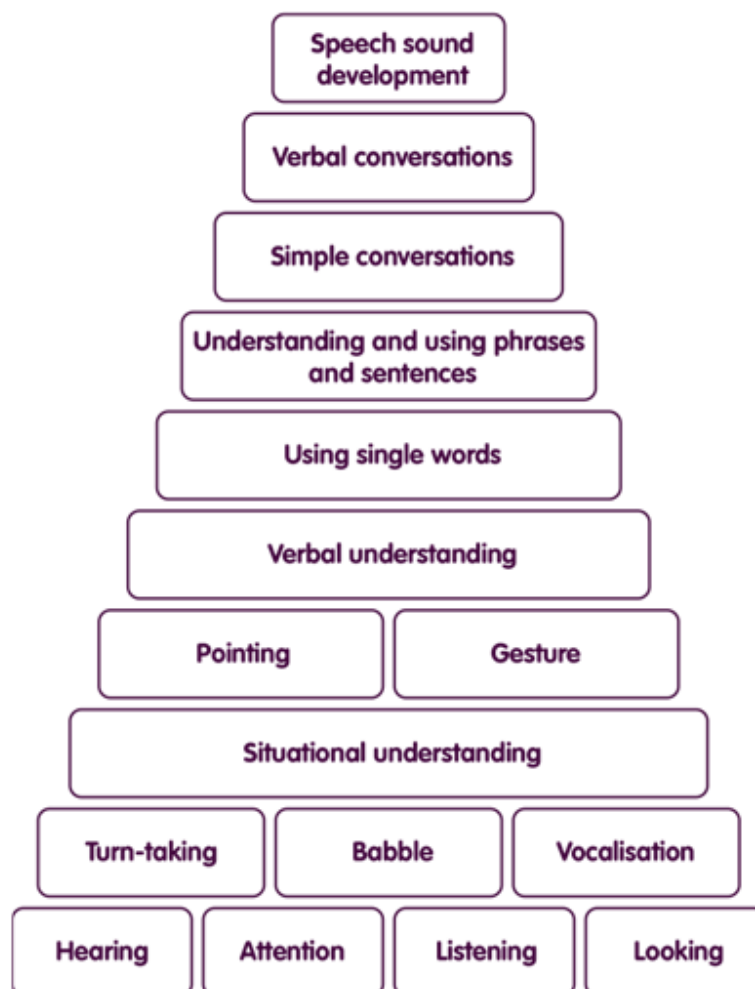 Speech sound
development
Verbal conversations
Simple conversations
Understanding and using phrases
and sentences
Using single words
Verbal understanding
Pointing Gesture
Situational understanding
Turn-taking Babble Vocalisation
Hearing Attention Listening Looking